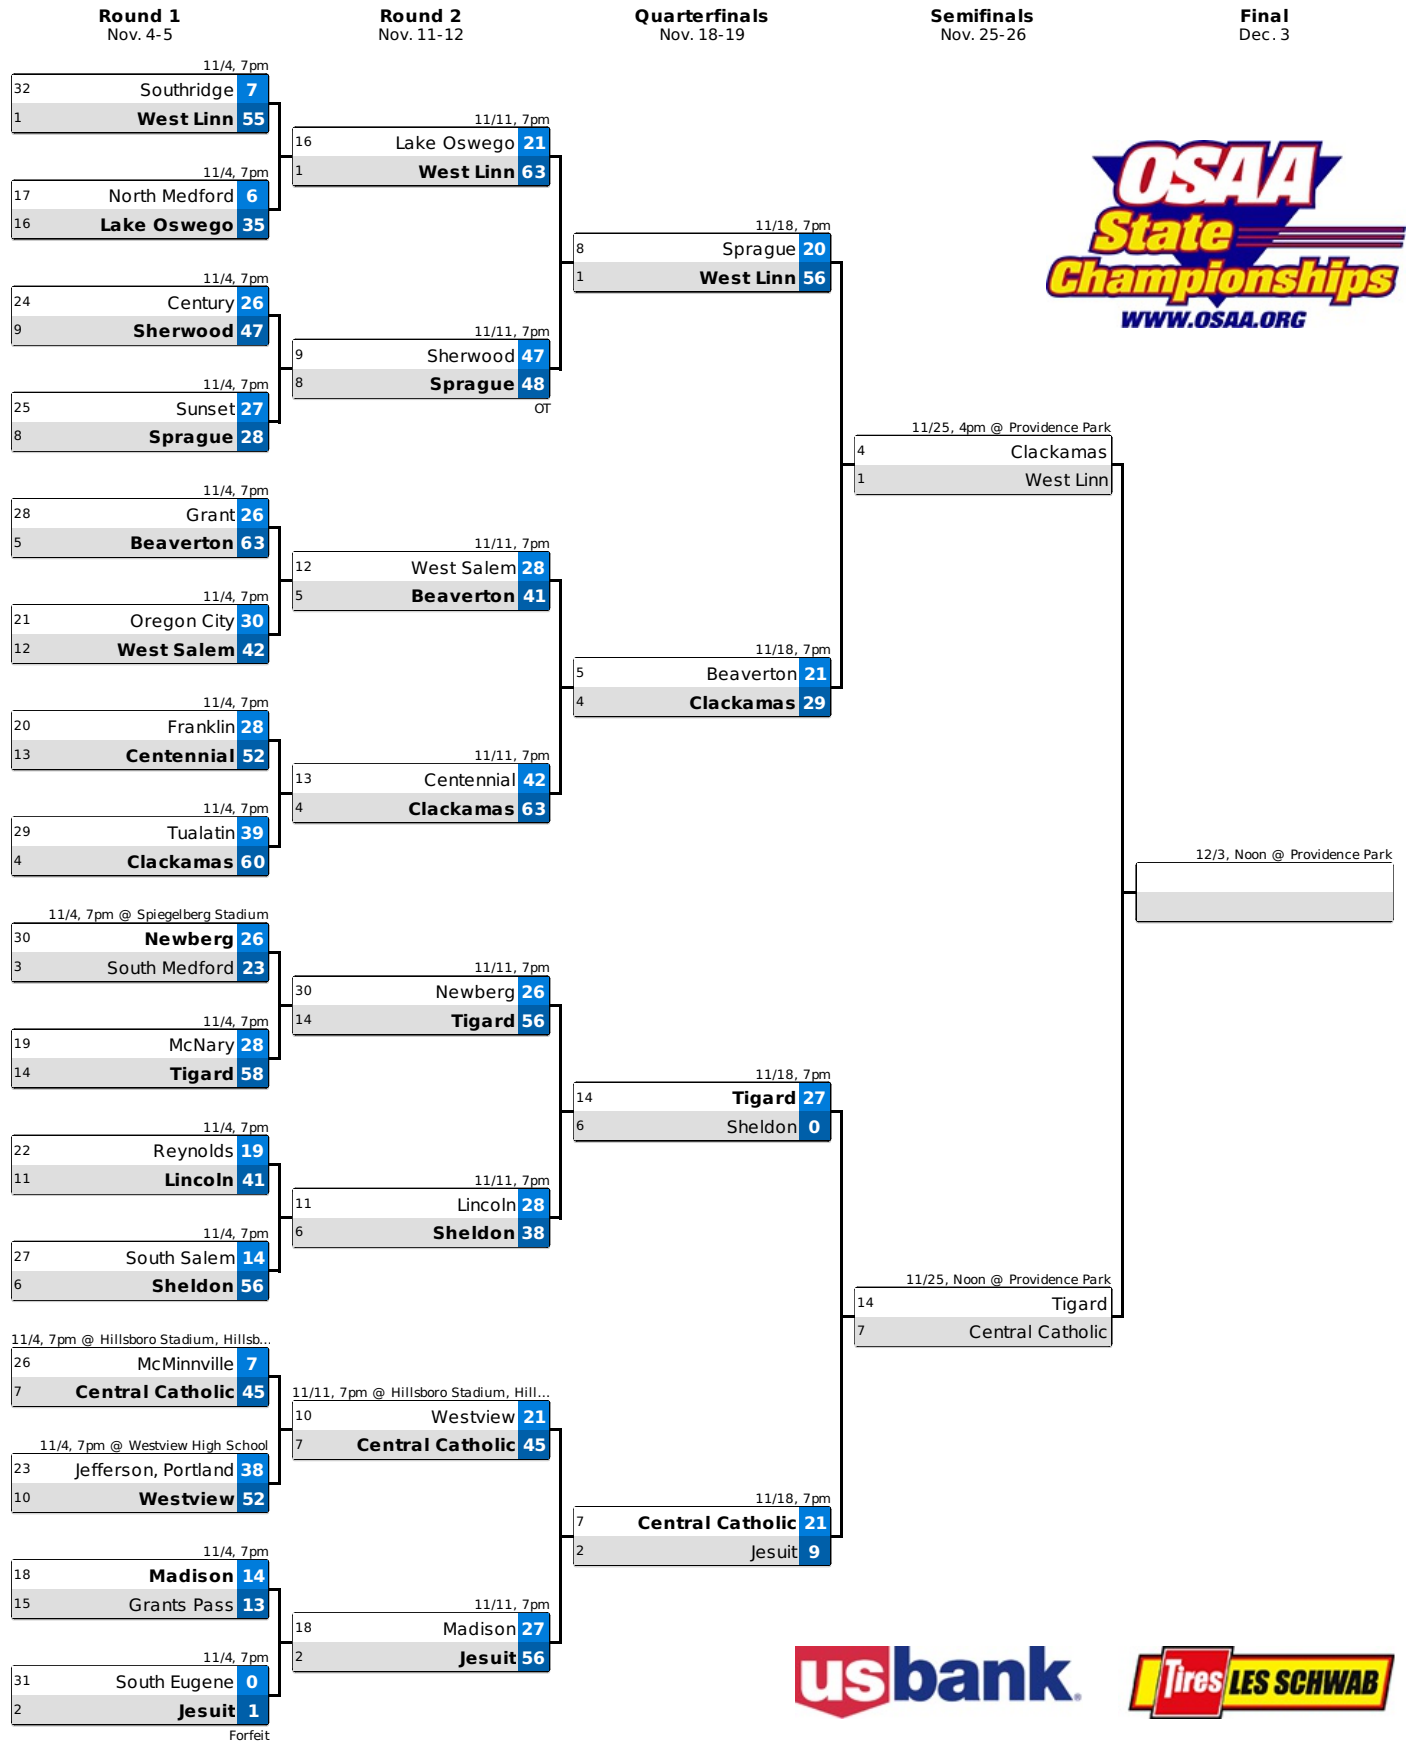 Round 1
Nov. 4-5
Round 2
Nov. 11-12
Quarterfinals
Nov. 18-19
Semifinals
Nov. 25-26
Final
Dec. 3
11/4, 7pm
32 Southridge 7
1 West Linn 55
11/4, 7pm
17 North Medford 6
16 Lake Oswego 35
11/4, 7pm
24 Century 26
9 Sherwood 47
11/4, 7pm
25 Sunset 27
8 Sprague 28
11/4, 7pm
28 Grant 26
5 Beaverton 63
11/4, 7pm
21 Oregon City 30
12 West Salem 42
11/4, 7pm
20 Franklin 28
13 Centennial 52
11/4, 7pm
29 Tualatin 39
4 Clackamas 60
11/4, 7pm @ Spiegelberg Stadium
30 Newberg 26
3 South Medford 23
11/4, 7pm
19 McNary 28
14 Tigard 58
11/4, 7pm
22 Reynolds 19
11 Lincoln 41
11/4, 7pm
27 South Salem 14
6 Sheldon 56
11/4, 7pm @ Hillsboro Stadium, Hillsb...
26 McMinnville 7
7 Central Catholic 45
11/4, 7pm @ Westview High School
23 Jefferson, Portland 38
10 Westview 52
11/4, 7pm
18 Madison 14
15 Grants Pass 13
11/4, 7pm
31 South Eugene 0
2 Jesuit 1
Forfeit
11/11, 7pm
16 Lake Oswego 21
1 West Linn 63
11/11, 7pm
9 Sherwood 47
8 Sprague 48
OT
11/11, 7pm
12 West Salem 28
5 Beaverton 41
11/11, 7pm
13 Centennial 42
4 Clackamas 63
11/11, 7pm
30 Newberg 26
14 Tigard 56
11/11, 7pm
11 Lincoln 28
6 Sheldon 38
11/11, 7pm @ Hillsboro Stadium, Hill...
10 Westview 21
7 Central Catholic 45
11/11, 7pm
18 Madison 27
2 Jesuit 56
11/18, 7pm
8 Sprague 20
1 West Linn 56
11/18, 7pm
5 Beaverton 21
4 Clackamas 29
11/18, 7pm
14 Tigard 27
6 Sheldon 0
11/18, 7pm
7 Central Catholic 21
2 Jesuit 9
11/25, 4pm @ Providence Park
4 Clackamas
1 West Linn
11/25, Noon @ Providence Park
14 Tigard
7 Central Catholic
12/3, Noon @ Providence Park
OSAA
State
Championships
WWW.OSAA.ORG
usbank.
Tires LES SCHWAB